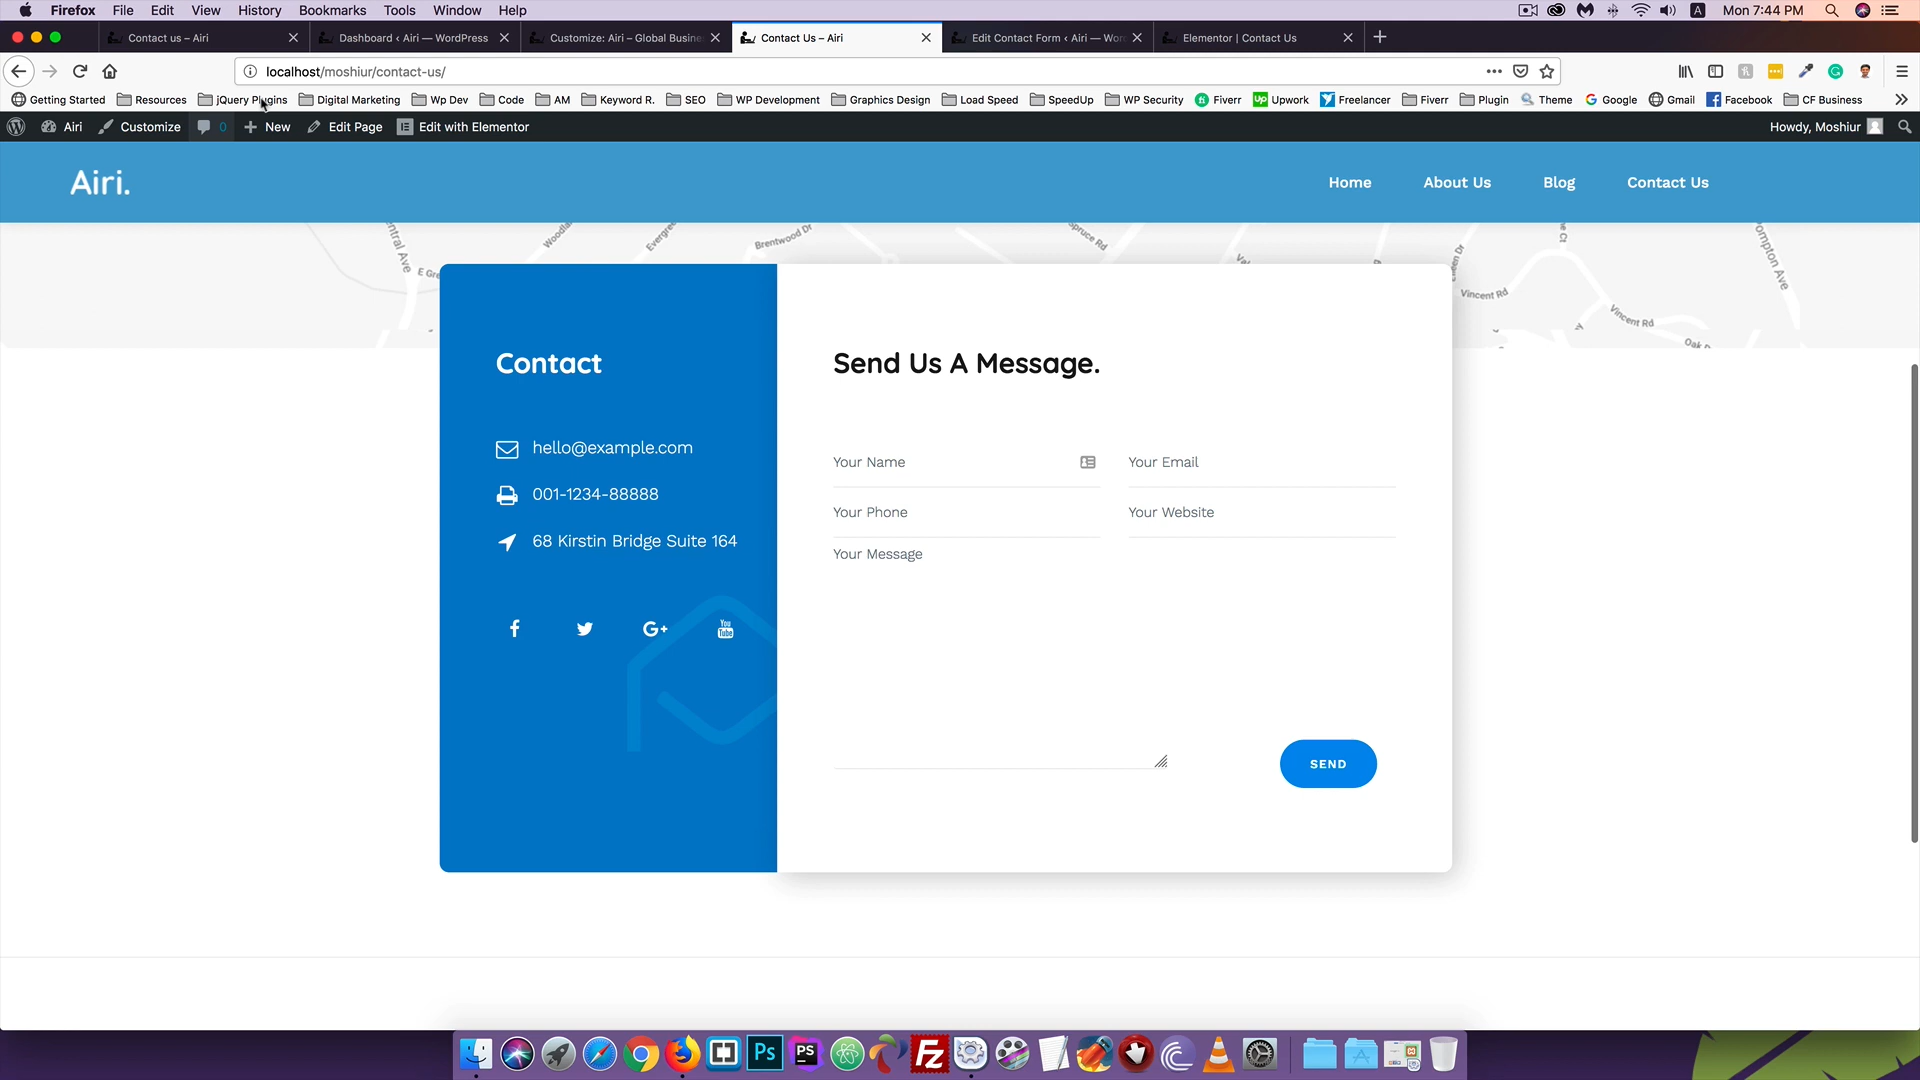 Firefox File Edit View History Bookmarks Tools Window Help Mon 7:44 PM
Contact us – Airi Dashboard ‹ Airi — WordPress Customize: Airi – Global Busine Contact Us – Airi Edit Contact Form ‹ Airi — Wor Elementor | Contact Us
localhost/moshiur/contact-us/
Getting Started Resources jQuery Plugins Digital Marketing Wp Dev Code AM Keyword R. SEO WP Development Graphics Design Load Speed SpeedUp WP Security Fiverr Upwork Freelancer Fiverr Plugin Theme Google Gmail Facebook CF Business
Airi Customize 0 New Edit Page Edit with Elementor Howdy, Moshiur
Airi. Home About Us Blog Contact Us
Brentwood Dr
Vincent Rd
Vincent Rd
Contact
hello@example.com
001-1234-88888
68 Kirstin Bridge Suite 164
Send Us A Message.
Your Name Your Email
Your Phone Your Website
Your Message
SEND